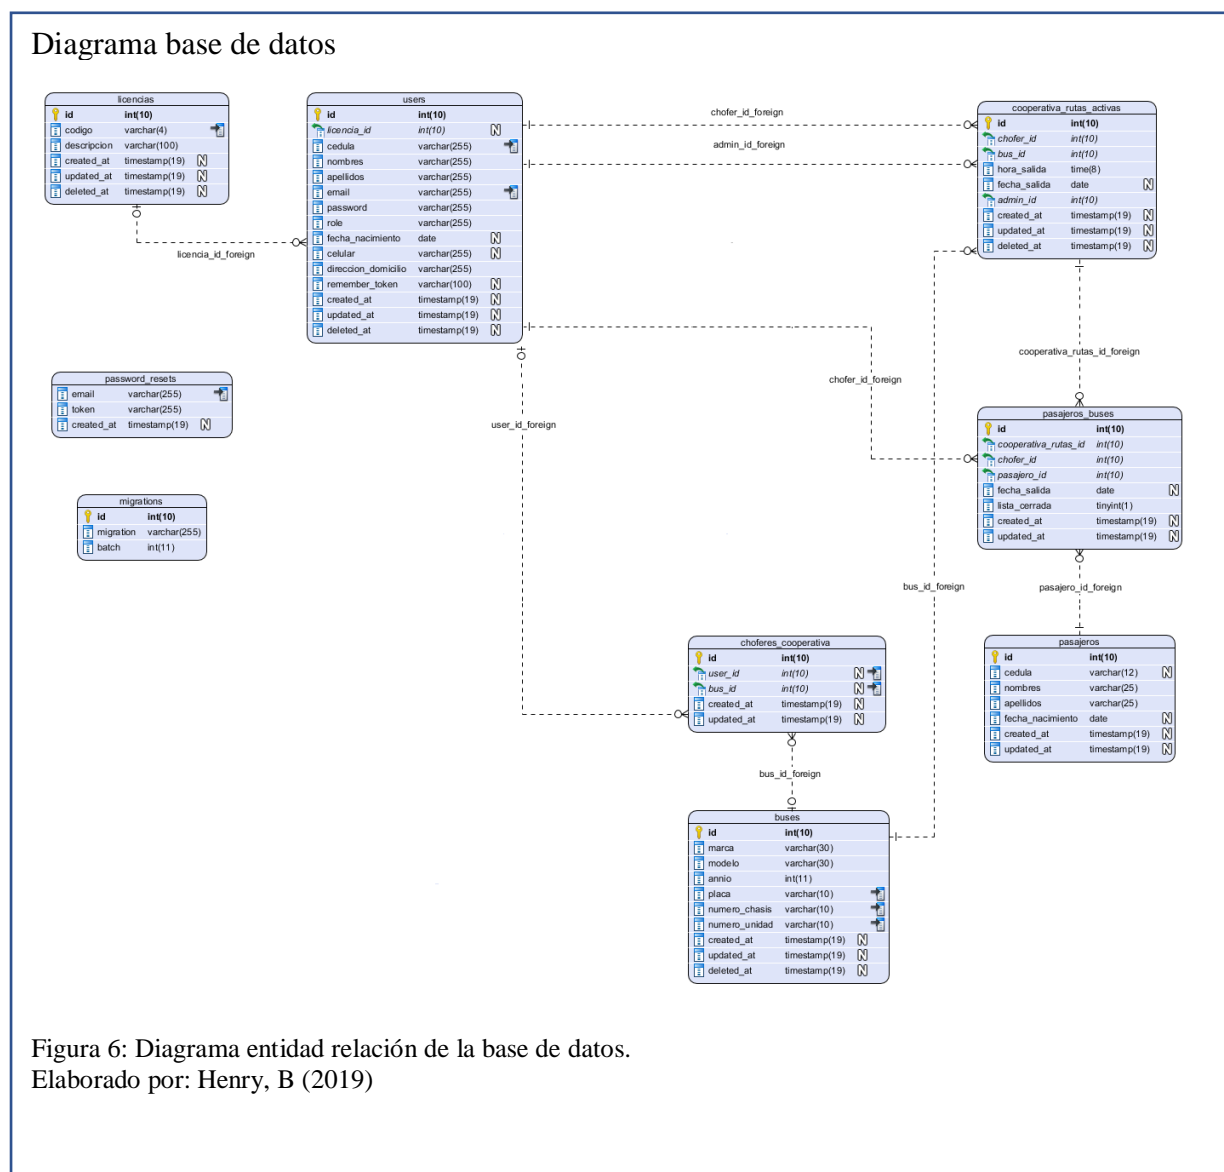 Diagrama base de datos
licencias
id int(10)
codigo varchar(4)
descripcion varchar(100)
created_at timestamp(19) N
updated_at timestamp(19) N
deleted_at timestamp(19) N
users
id int(10)
licencia_id int(10) N
cedula varchar(255)
nombres varchar(255)
apellidos varchar(255)
email varchar(255)
password varchar(255)
role varchar(255)
fecha_nacimiento date N
celular varchar(255) N
direccion_domicilio varchar(255)
remember_token varchar(100) N
created_at timestamp(19) N
updated_at timestamp(19) N
deleted_at timestamp(19) N
chofer_id_foreign
admin_id_foreign
cooperativa_rutas_activas
id int(10)
chofer_id int(10)
bus_id int(10)
hora_salida time(8)
fecha_salida date N
admin_id int(10)
created_at timestamp(19) N
updated_at timestamp(19) N
deleted_at timestamp(19) N
licencia_id_foreign
cooperativa_rutas_id_foreign
chofer_id_foreign
password_resets
email varchar(255)
token varchar(255)
created_at timestamp(19) N
user_id_foreign
pasajeros_buses
id int(10)
cooperativa_rutas_id int(10)
chofer_id int(10)
pasajero_id int(10)
fecha_salida date N
lista_cerrada tinyint(1)
created_at timestamp(19) N
updated_at timestamp(19) N
migrations
id int(10)
migration varchar(255)
batch int(11)
bus_id_foreign
pasajero_id_foreign
choferes_cooperativa
id int(10)
user_id int(10) N
bus_id int(10) N
created_at timestamp(19) N
updated_at timestamp(19) N
pasajeros
id int(10)
cedula varchar(12) N
nombres varchar(25)
apellidos varchar(25)
fecha_nacimiento date N
created_at timestamp(19) N
updated_at timestamp(19) N
bus_id_foreign
buses
id int(10)
marca varchar(30)
modelo varchar(30)
annio int(11)
placa varchar(10)
numero_chasis varchar(10)
numero_unidad varchar(10)
created_at timestamp(19) N
updated_at timestamp(19) N
deleted_at timestamp(19) N
Figura 6: Diagrama entidad relación de la base de datos.
Elaborado por: Henry, B (2019)